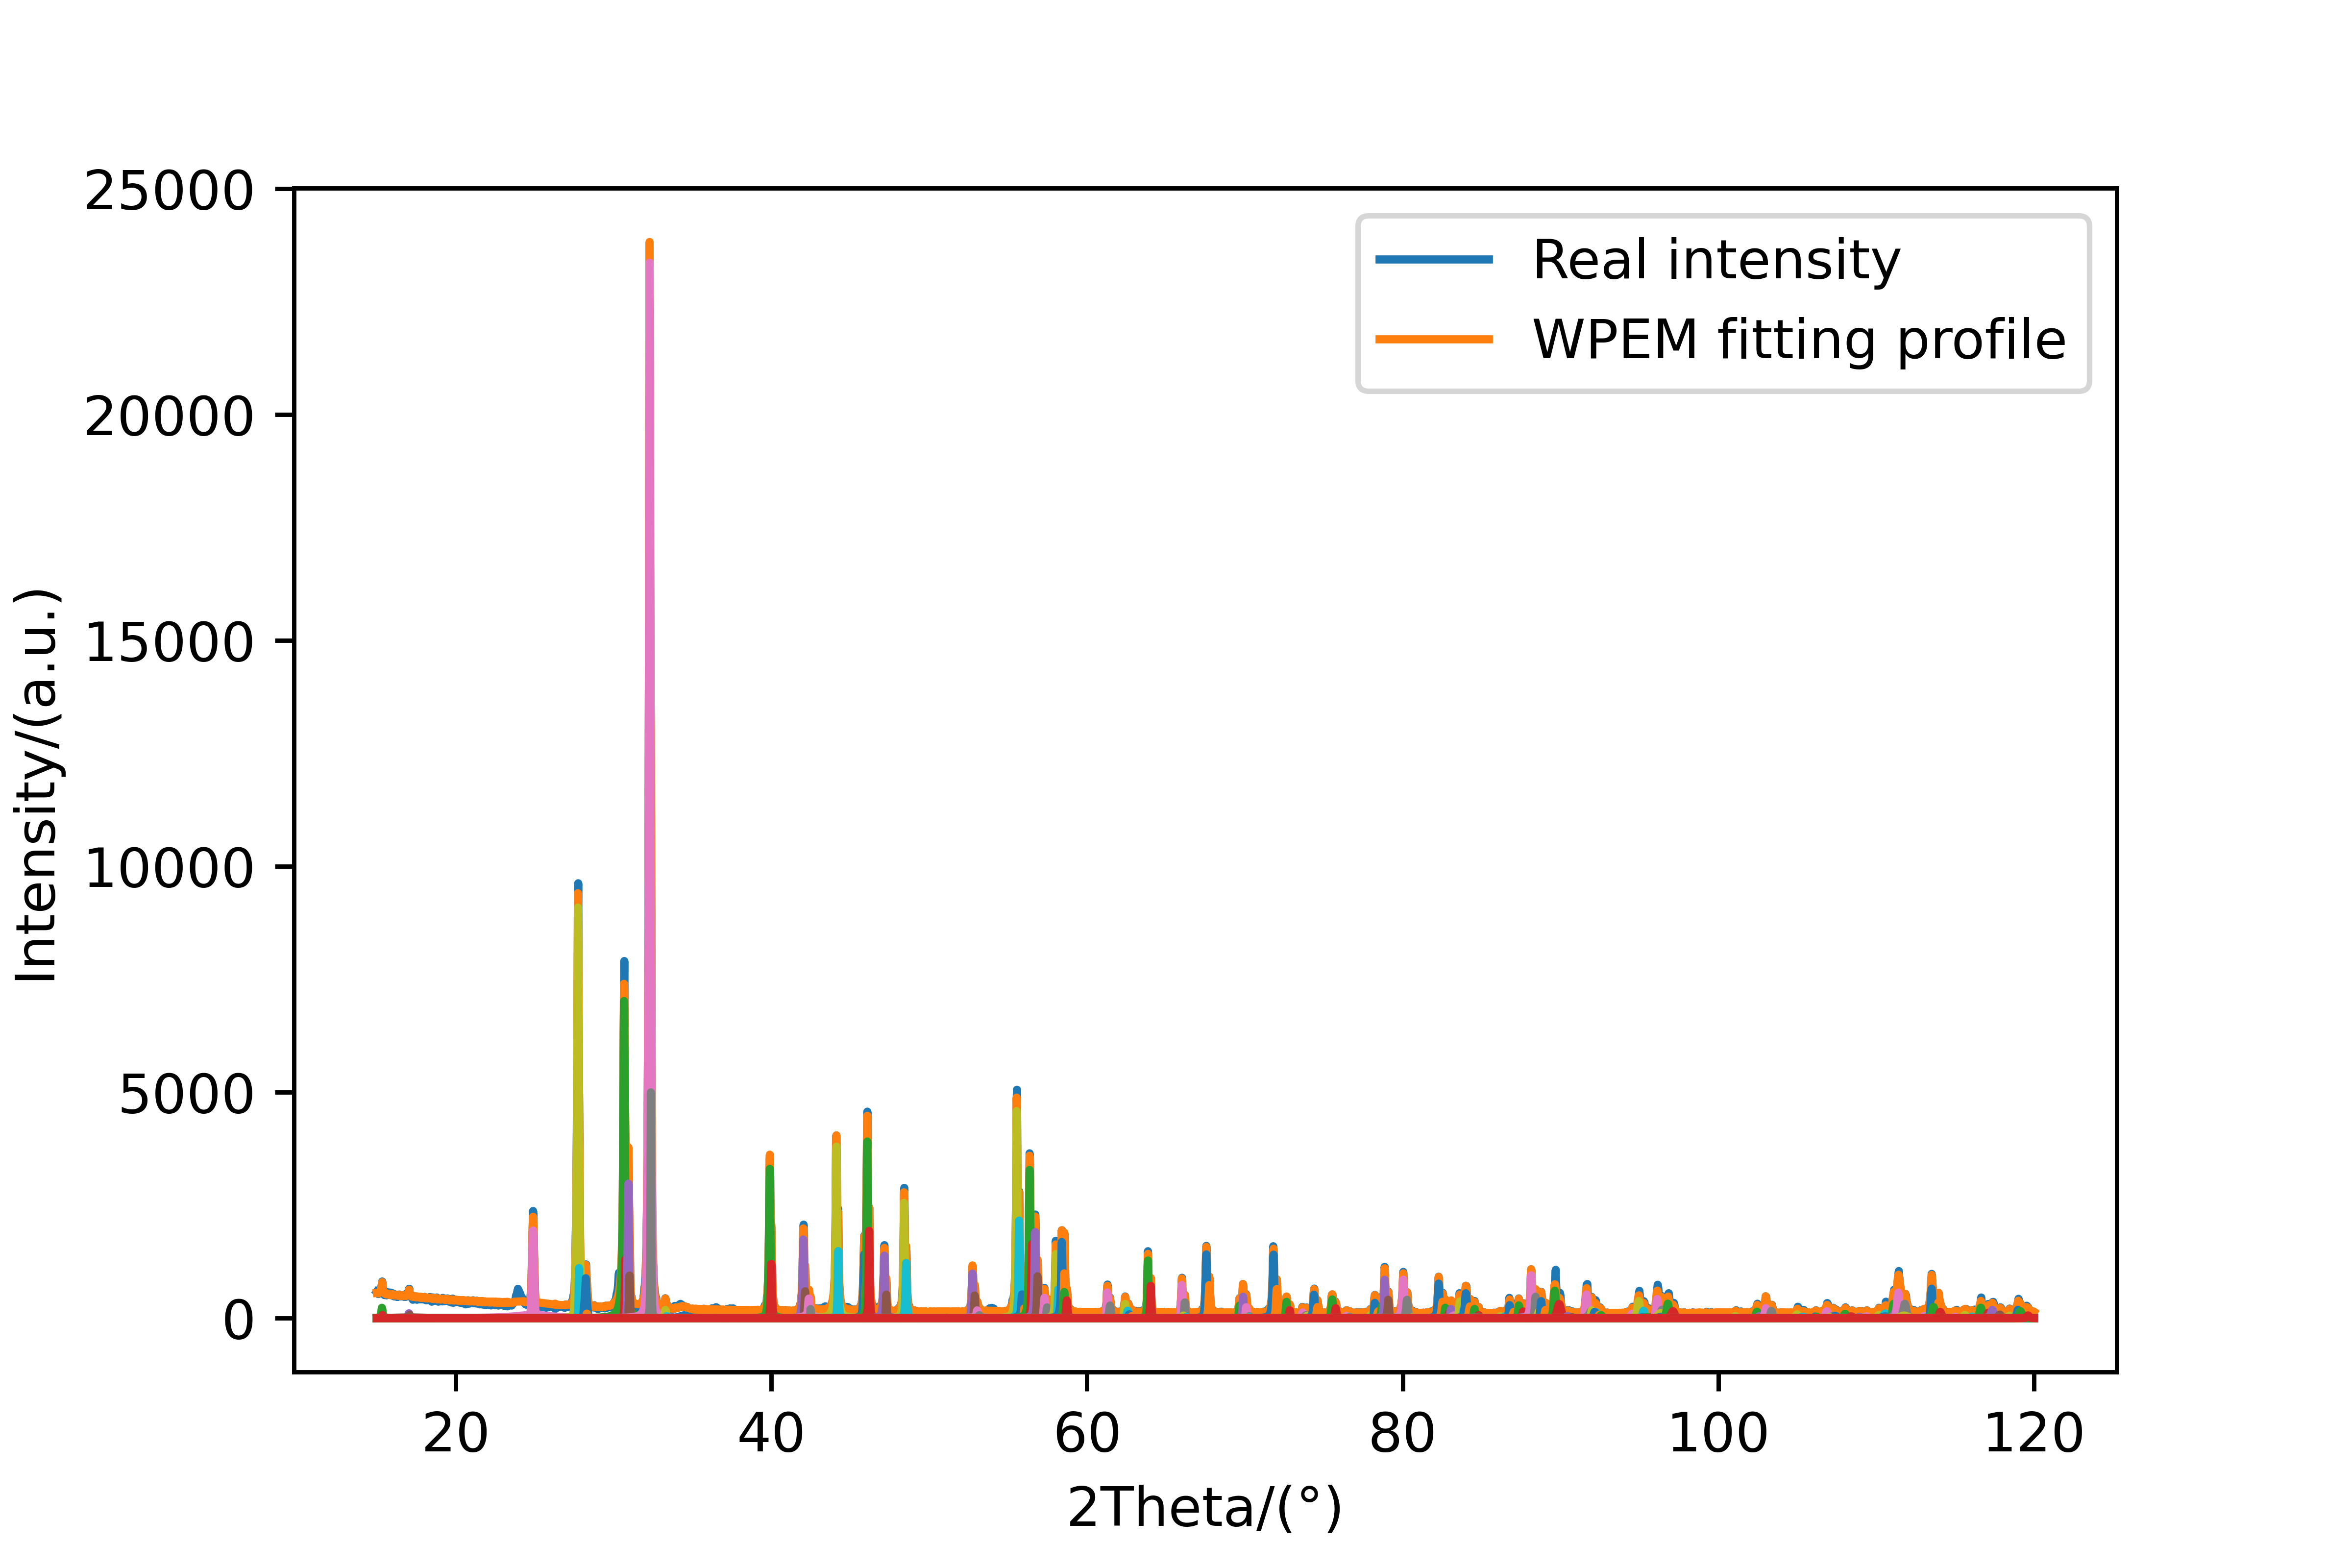 25000
20000
15000
10000
5000
0
Intensity/(a.u.)
Real intensity
WPEM fitting profile
20 40 60 80 100 120
2Theta/(°)